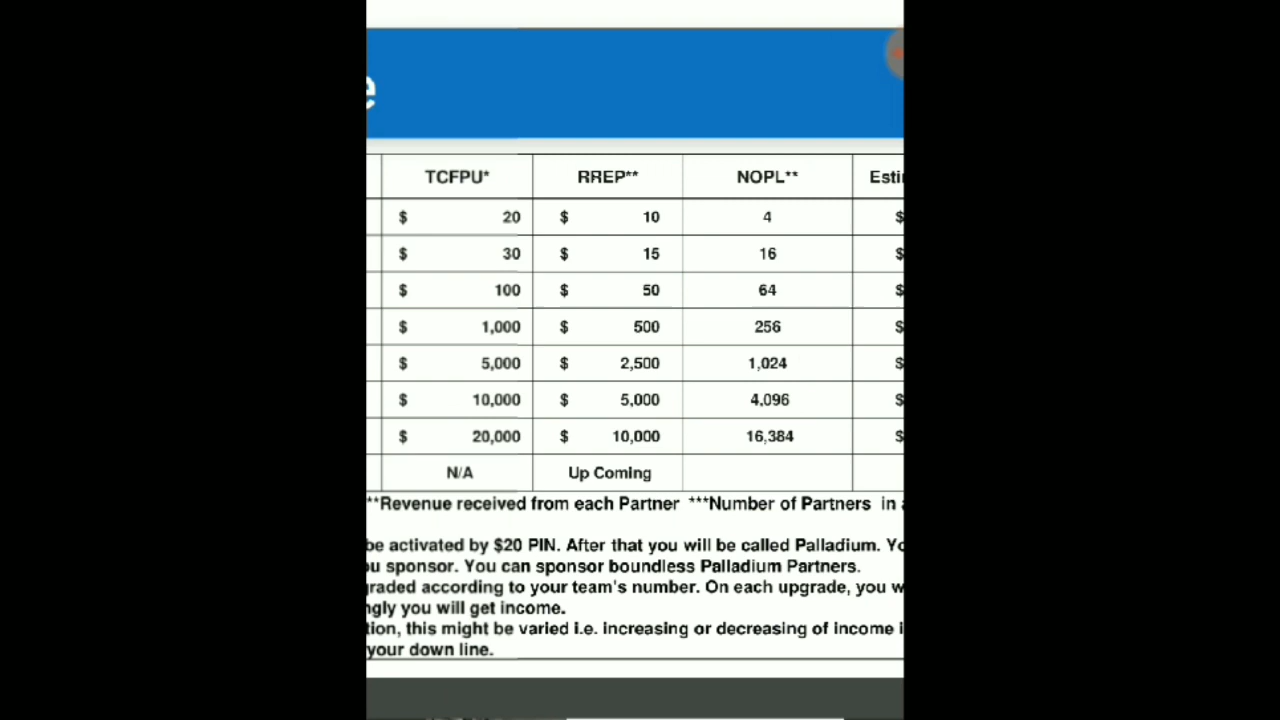 e
TCFPU* RREP** NOPL** Esti
$ 20 $ 10 4 $
$ 30 $ 15 16 $
$ 100 $ 50 64 $
$ 1,000 $ 500 256 $
$ 5,000 $ 2,500 1,024 $
$ 10,000 $ 5,000 4,096 $
$ 20,000 $ 10,000 16,384 $
N/A Up Coming
**Revenue received from each Partner ***Number of Partners in a
be activated by $20 PIN. After that you will be called Palladium. Yo
ou sponsor. You can sponsor boundless Palladium Partners.
graded according to your team's number. On each upgrade, you w
ngly you will get income.
tion, this might be varied i.e. increasing or decreasing of income i
your down line.